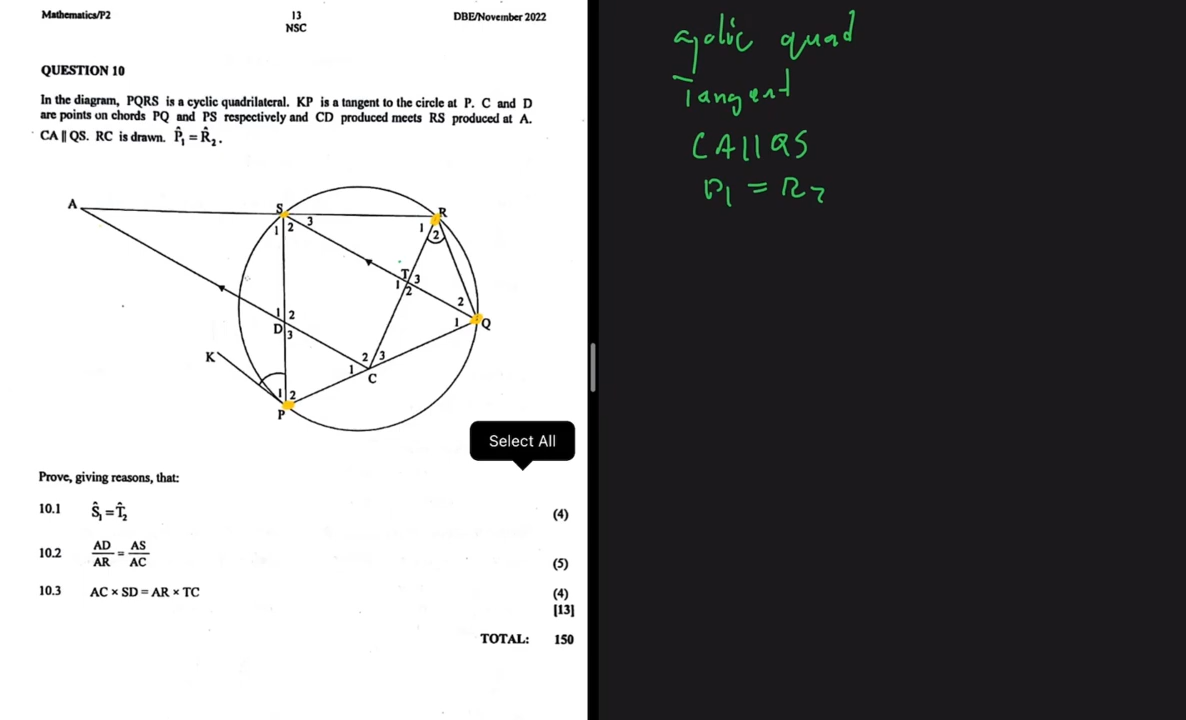 Mathematics/P2 13 DBE/November 2022
NSC
QUESTION 10
In the diagram, PQRS is a cyclic quadrilateral. KP is a tangent to the circle at P. C and D
are points on chords PQ and PS respectively and CD produced meets RS produced at A.
CA ∥ QS. RC is drawn. P̂₁ = R̂₂.
A S R
3 1 2
1 2
T 3
1 2
2
1 Q
1 2
D 3
K
2 3
1
C
1 2
P
Select All
Prove, giving reasons, that:
10.1 Ŝ₁ = T̂₂ (4)
10.2 AD/AR = AS/AC (5)
10.3 AC × SD = AR × TC (4)
[13]
TOTAL: 150
cyclic quad
Tangent
CA||QS
P1 = R2